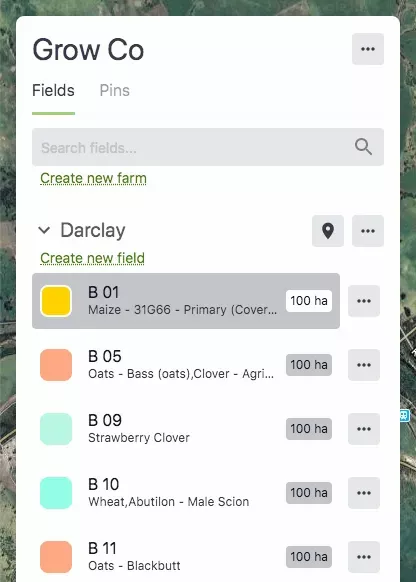 Grow Co
Fields Pins
Search fields...
Create new farm
Darclay
Create new field
B 01
Maize - 31G66 - Primary (Cover...
100 ha
B 05
Oats - Bass (oats),Clover - Agri...
100 ha
B 09
Strawberry Clover
100 ha
B 10
Wheat,Abutilon - Male Scion
100 ha
B 11
Oats - Blackbutt
100 ha